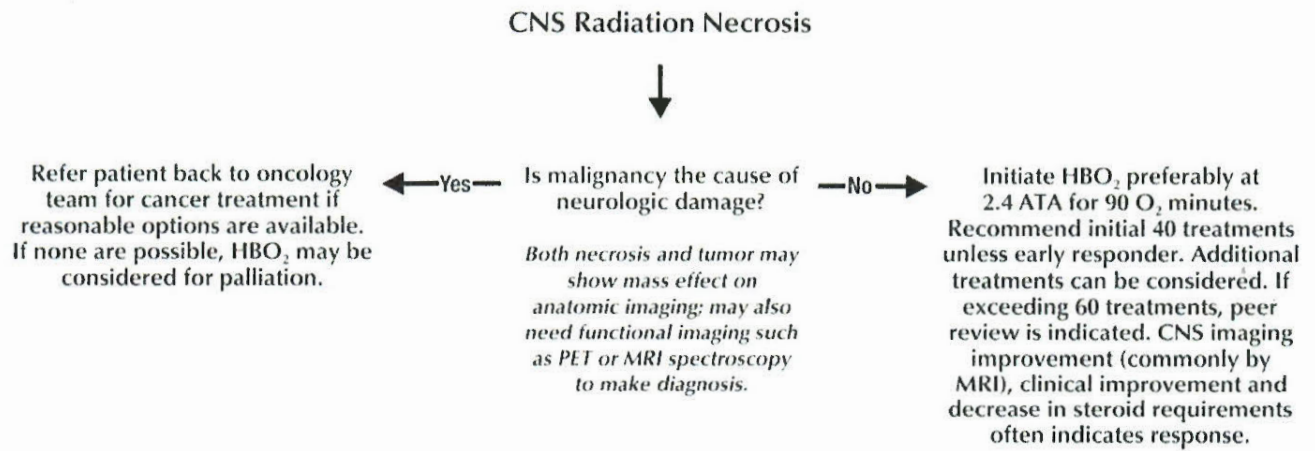 CNS Radiation Necrosis
Refer patient back to oncology
team for cancer treatment if
reasonable options are available.
If none are possible, HBO₂ may be
considered for palliation.
Yes
Is malignancy the cause of
neurologic damage?
Both necrosis and tumor may
show mass effect on
anatomic imaging; may also
need functional imaging such
as PET or MRI spectroscopy
to make diagnosis.
No
Initiate HBO₂ preferably at
2.4 ATA for 90 O₂ minutes.
Recommend initial 40 treatments
unless early responder. Additional
treatments can be considered. If
exceeding 60 treatments, peer
review is indicated. CNS imaging
improvement (commonly by
MRI), clinical improvement and
decrease in steroid requirements
often indicates response.